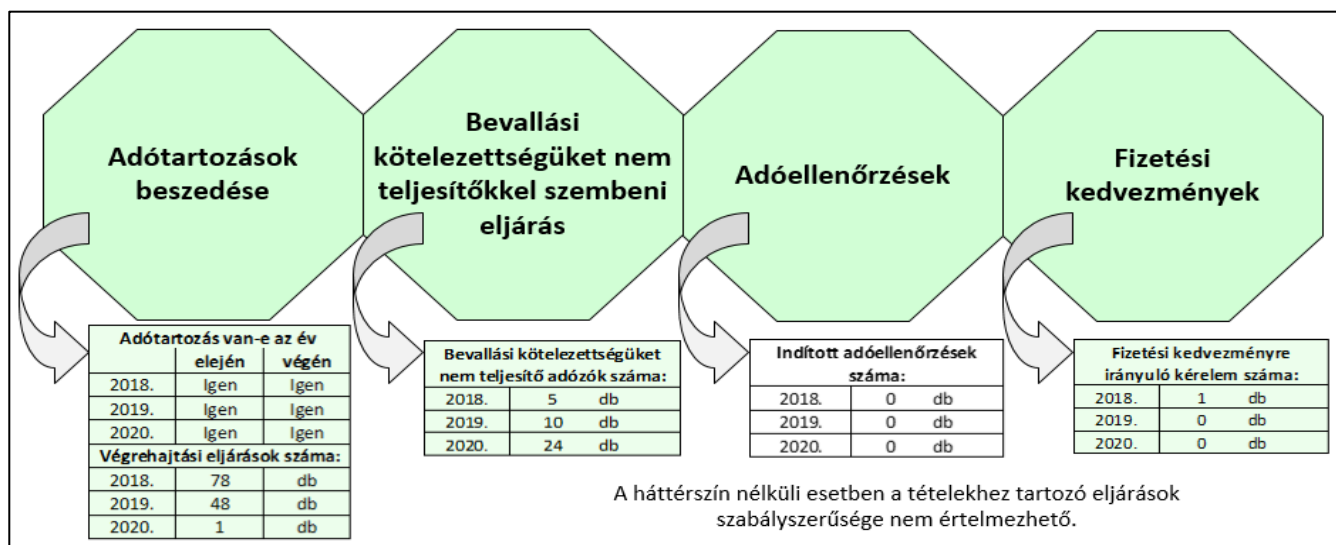 Adótartozások
beszedése
Bevallási
kötelezettségüket nem
teljesítőkkel szembeni
eljárás
Adóellenőrzések
Fizetési
kedvezmények
Adótartozás van-e az év
elején végén
2018. Igen Igen
2019. Igen Igen
2020. Igen Igen
Végrehajtási eljárások száma:
2018. 78 db
2019. 48 db
2020. 1 db
Bevallási kötelezettségüket
nem teljesítő adózók száma:
2018. 5 db
2019. 10 db
2020. 24 db
Indított adóellenőrzések
száma:
2018. 0 db
2019. 0 db
2020. 0 db
Fizetési kedvezményre
irányuló kérelem száma:
2018. 1 db
2019. 0 db
2020. 0 db
A háttérszín nélküli esetben a tételekhez tartozó eljárások
szabályszerűsége nem értelmezhető.